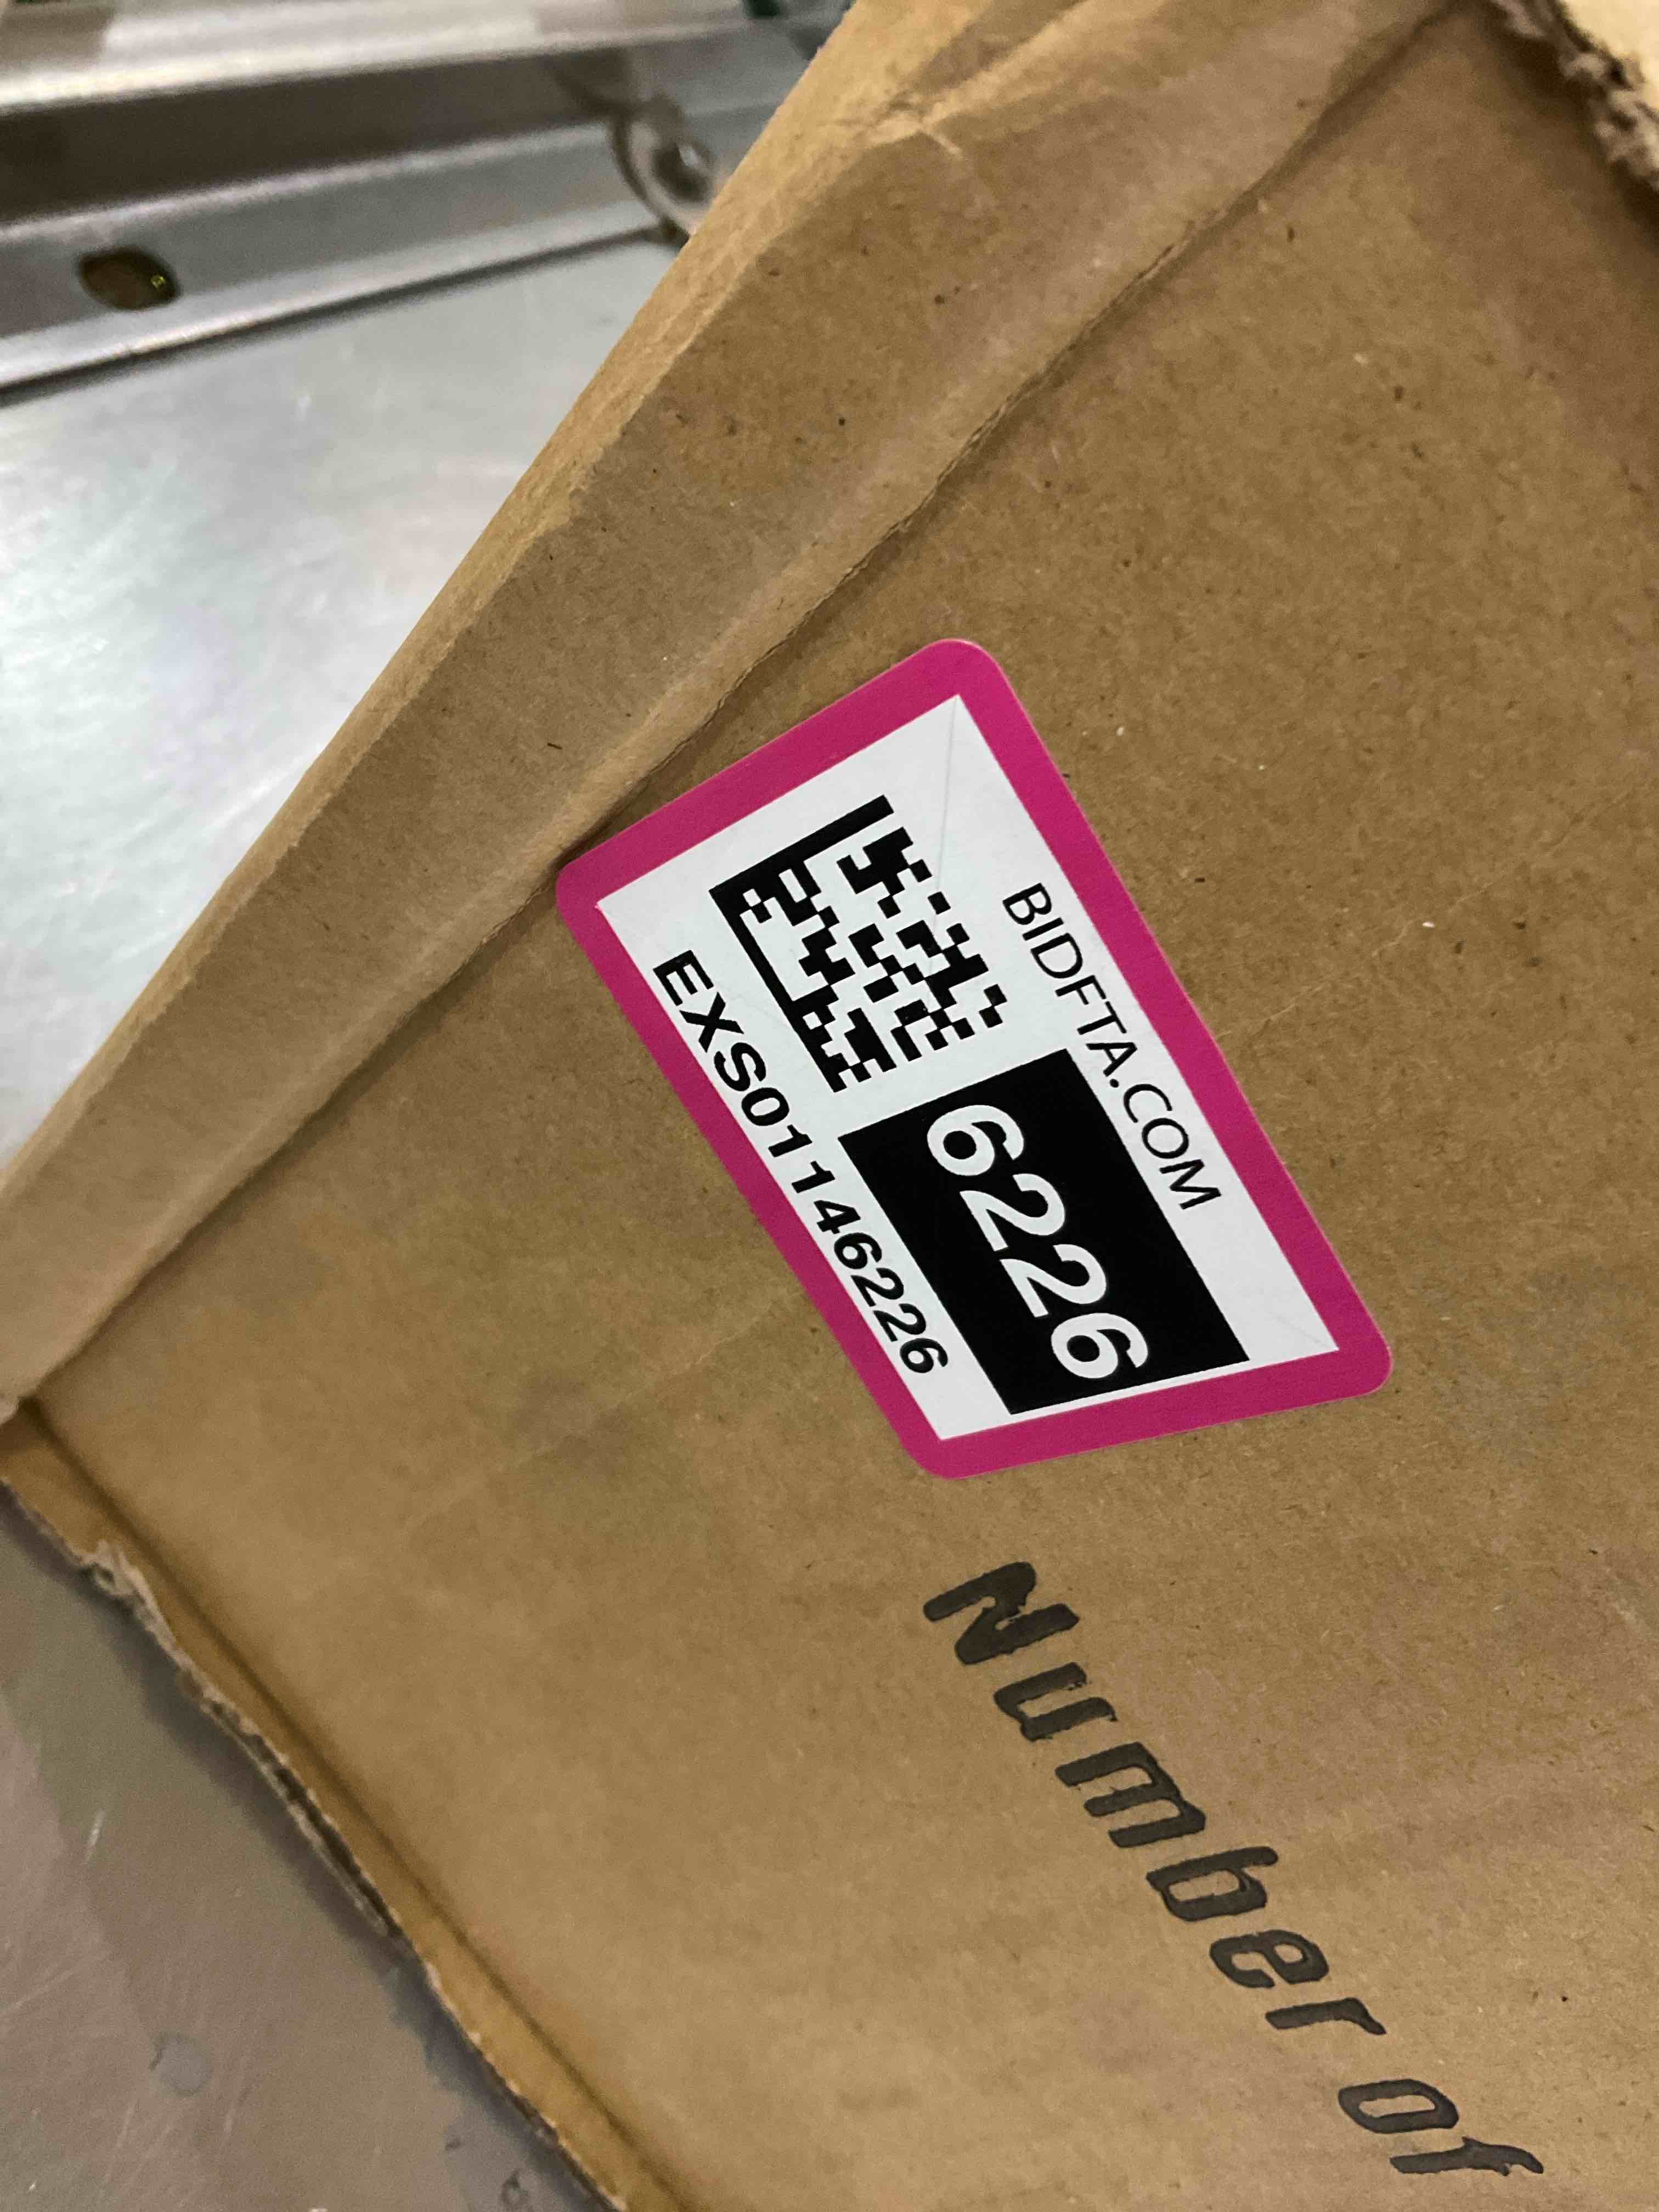 BIDFTA.COM
6226
EXS01146226
Number of